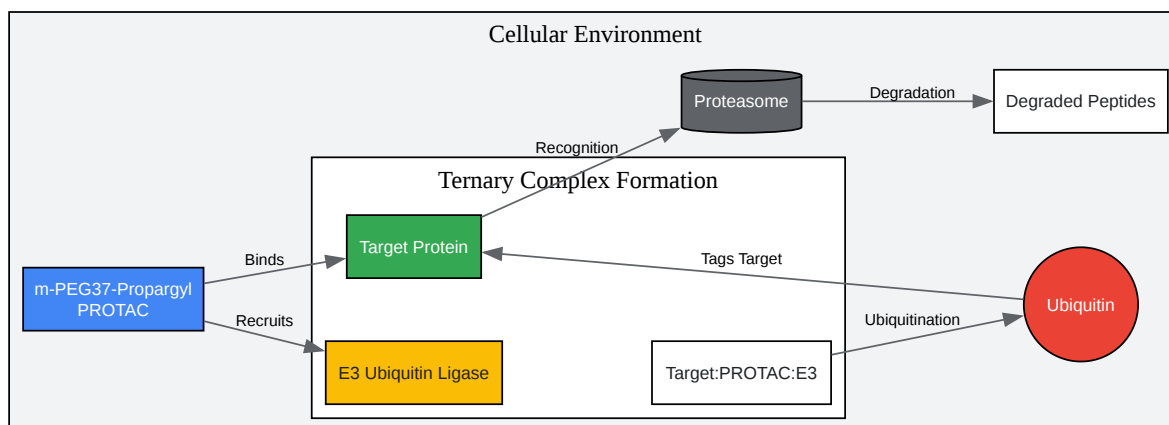 Cellular Environment
Proteasome
Degradation
Degraded Peptides
Recognition
Ternary Complex Formation
Target Protein
Binds
Tags Target
m-PEG37-Propargyl
PROTAC
Ubiquitin
Recruits
Ubiquitination
E3 Ubiquitin Ligase
Target:PROTAC:E3